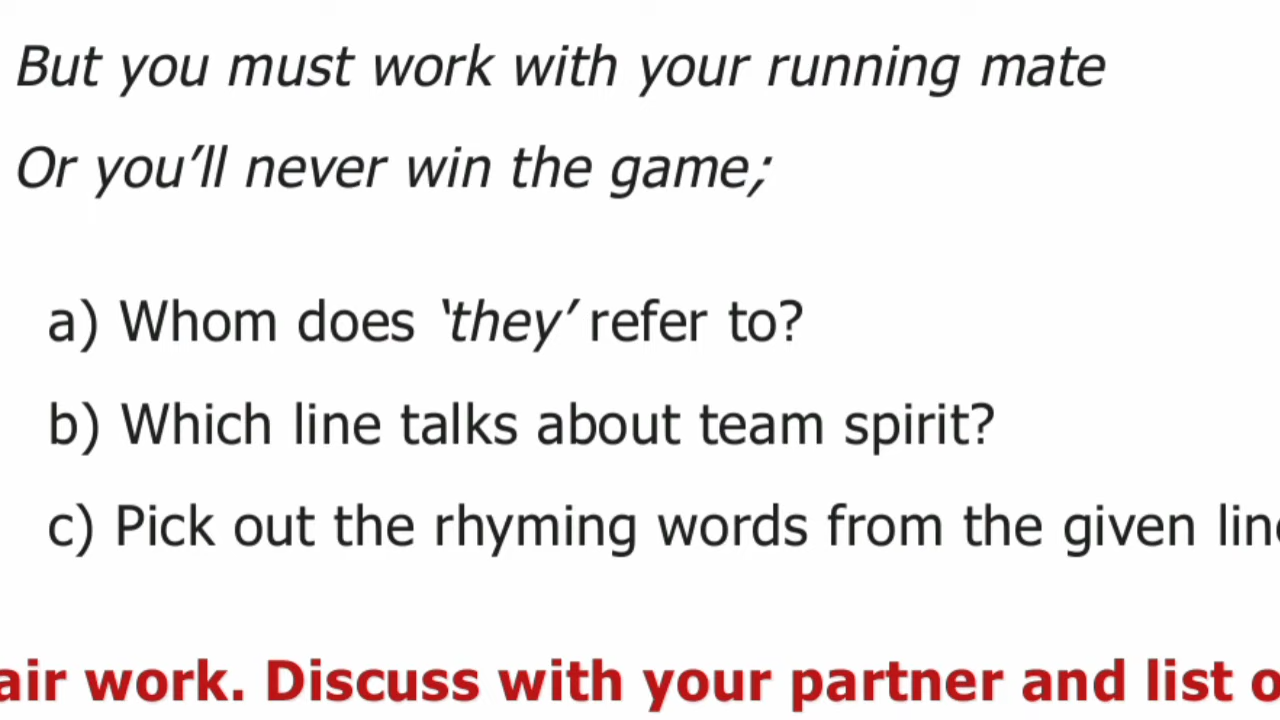 But you must work with your running mate
Or you’ll never win the game;
a) Whom does ‘they’ refer to?
b) Which line talks about team spirit?
c) Pick out the rhyming words from the given
work. Discuss with your partner and list